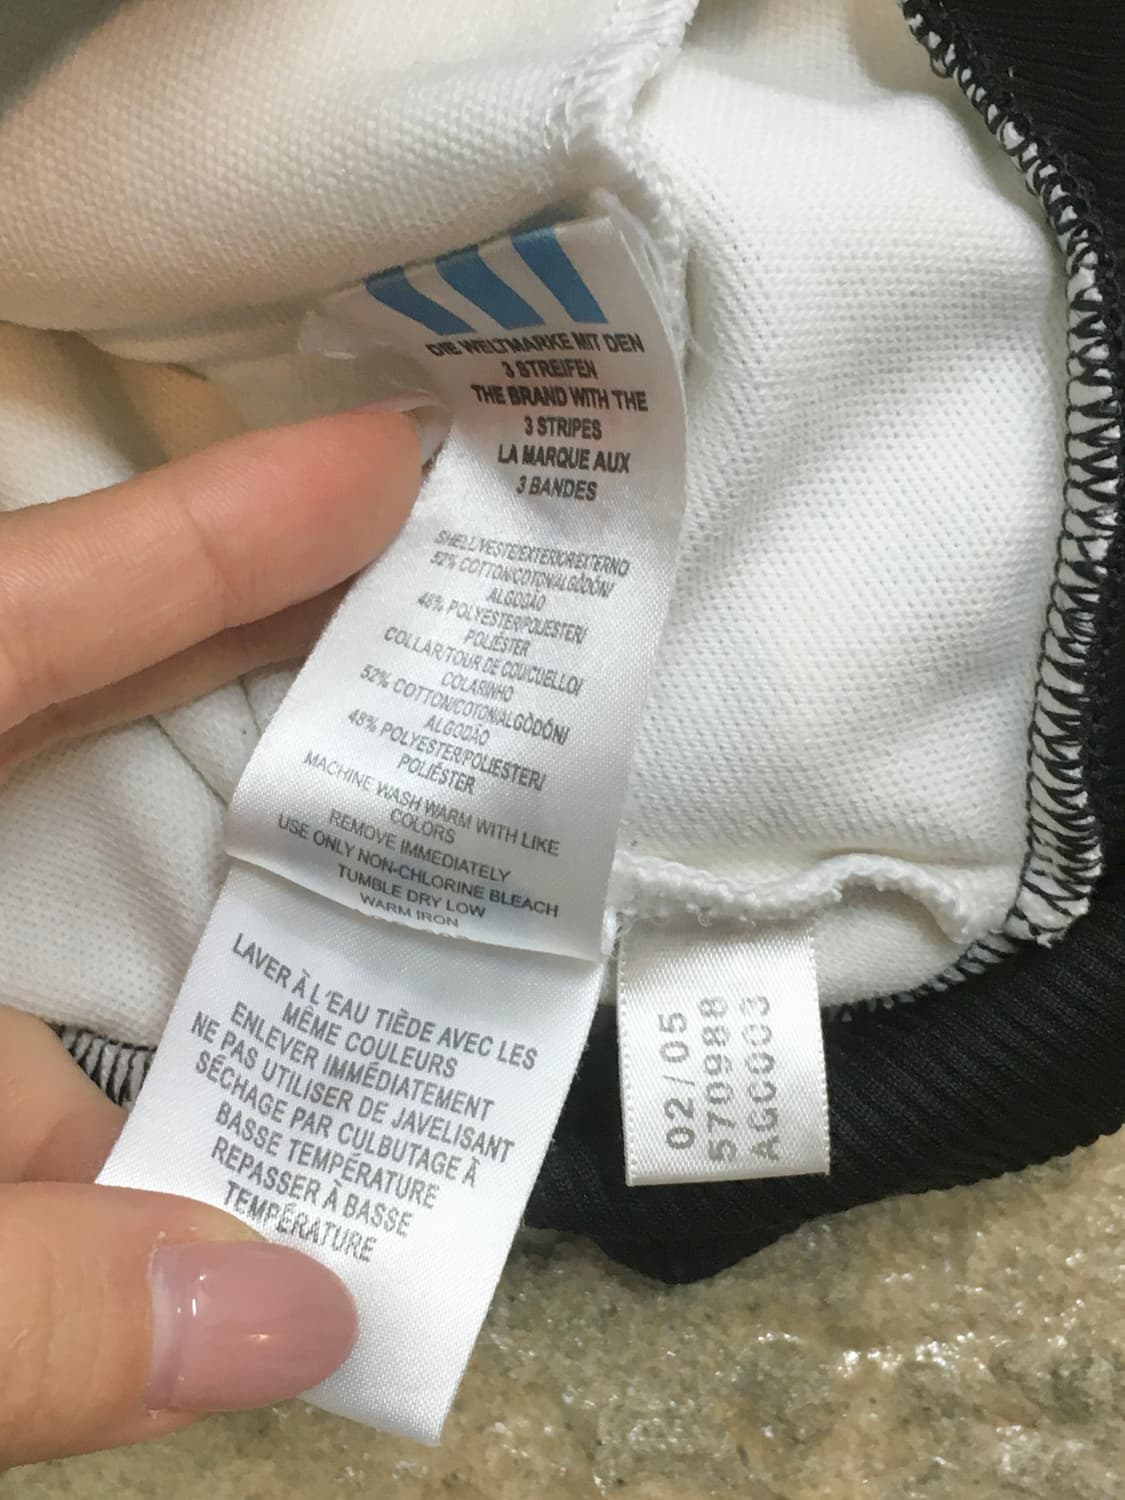 DIE WELTMARKE MIT DEN
3 STREIFEN
THE BRAND WITH THE
3 STRIPES
LA MARQUE AUX
3 BANDES
SHELL/VESTE/EXTERIOR/EXTERNO
52% COTTON/COTON/ALGÒDÓN/
ALGODÃO
48% POLYESTER/POLIESTER/
POLIÉSTER
COLLAR/TOUR DE COU/CUELLO/
COLARINHO
52% COTTON/COTON/ALGÒDÓN/
ALGODÃO
48% POLYESTER/POLIESTER/
POLIÉSTER
MACHINE WASH WARM WITH LIKE
COLORS
REMOVE IMMEDIATELY
USE ONLY NON-CHLORINE BLEACH
TUMBLE DRY LOW
WARM IRON
LAVER À L'EAU TIÈDE AVEC LES
MÊME COULEURS
ENLEVER IMMÉDIATEMENT
NE PAS UTILISER DE JAVELISANT
SÉCHAGE PAR CULBUTAGE À
BASSE TEMPÉRATURE
REPASSER À BASSE
TEMPÉRATURE
02/05
570988
AGC003